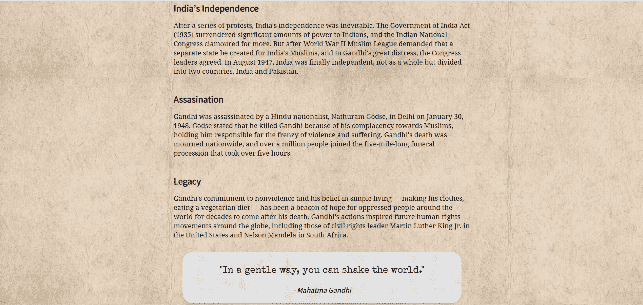 India's Independence
After a series of protests, India's independence was inevitable. The Government of India Act
(1935) surrendered significant amounts of power to Indians, and the Indian National
Congress clamoured for more. But after World War II Muslim League demanded that a
separate state be created for India's Muslims, and to Gandhi's great distress, the Congress
leaders agreed. In August 1947, India was finally independent, not as a whole but divided
into two countries, India and Pakistan.
Assasination
Gandhi was assassinated by a Hindu nationalist, Nathuram Godse, in Delhi on January 30,
1948. Godse stated that he killed Gandhi because of his complacency towards Muslims,
holding him responsible for the frenzy of violence and suffering. Gandhi's death was
mourned nationwide, and over a million people joined the five-mile-long funeral
procession that took over five hours.
Legacy
Gandhi's commitment to nonviolence and his belief in simple living — making his clothes,
eating a vegetarian diet — has been a beacon of hope for oppressed people around the
world for decades to come after his death. Gandhi's actions inspired future human rights
movements around the globe, including those of civil rights leader Martin Luther King Jr. in
the United States and Nelson Mandela in South Africa.
"In a gentle way, you can shake the world."
- Mahatma Gandhi